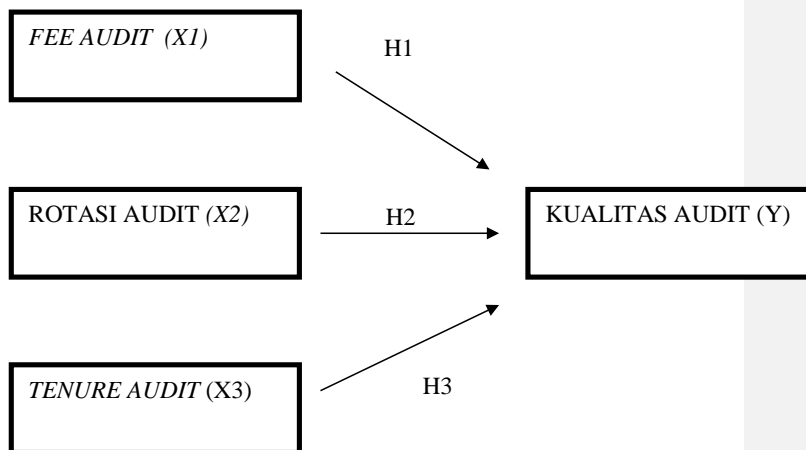 FEE AUDIT (X1)
H1
ROTASI AUDIT (X2)
H2
KUALITAS AUDIT (Y)
TENURE AUDIT (X3)
H3